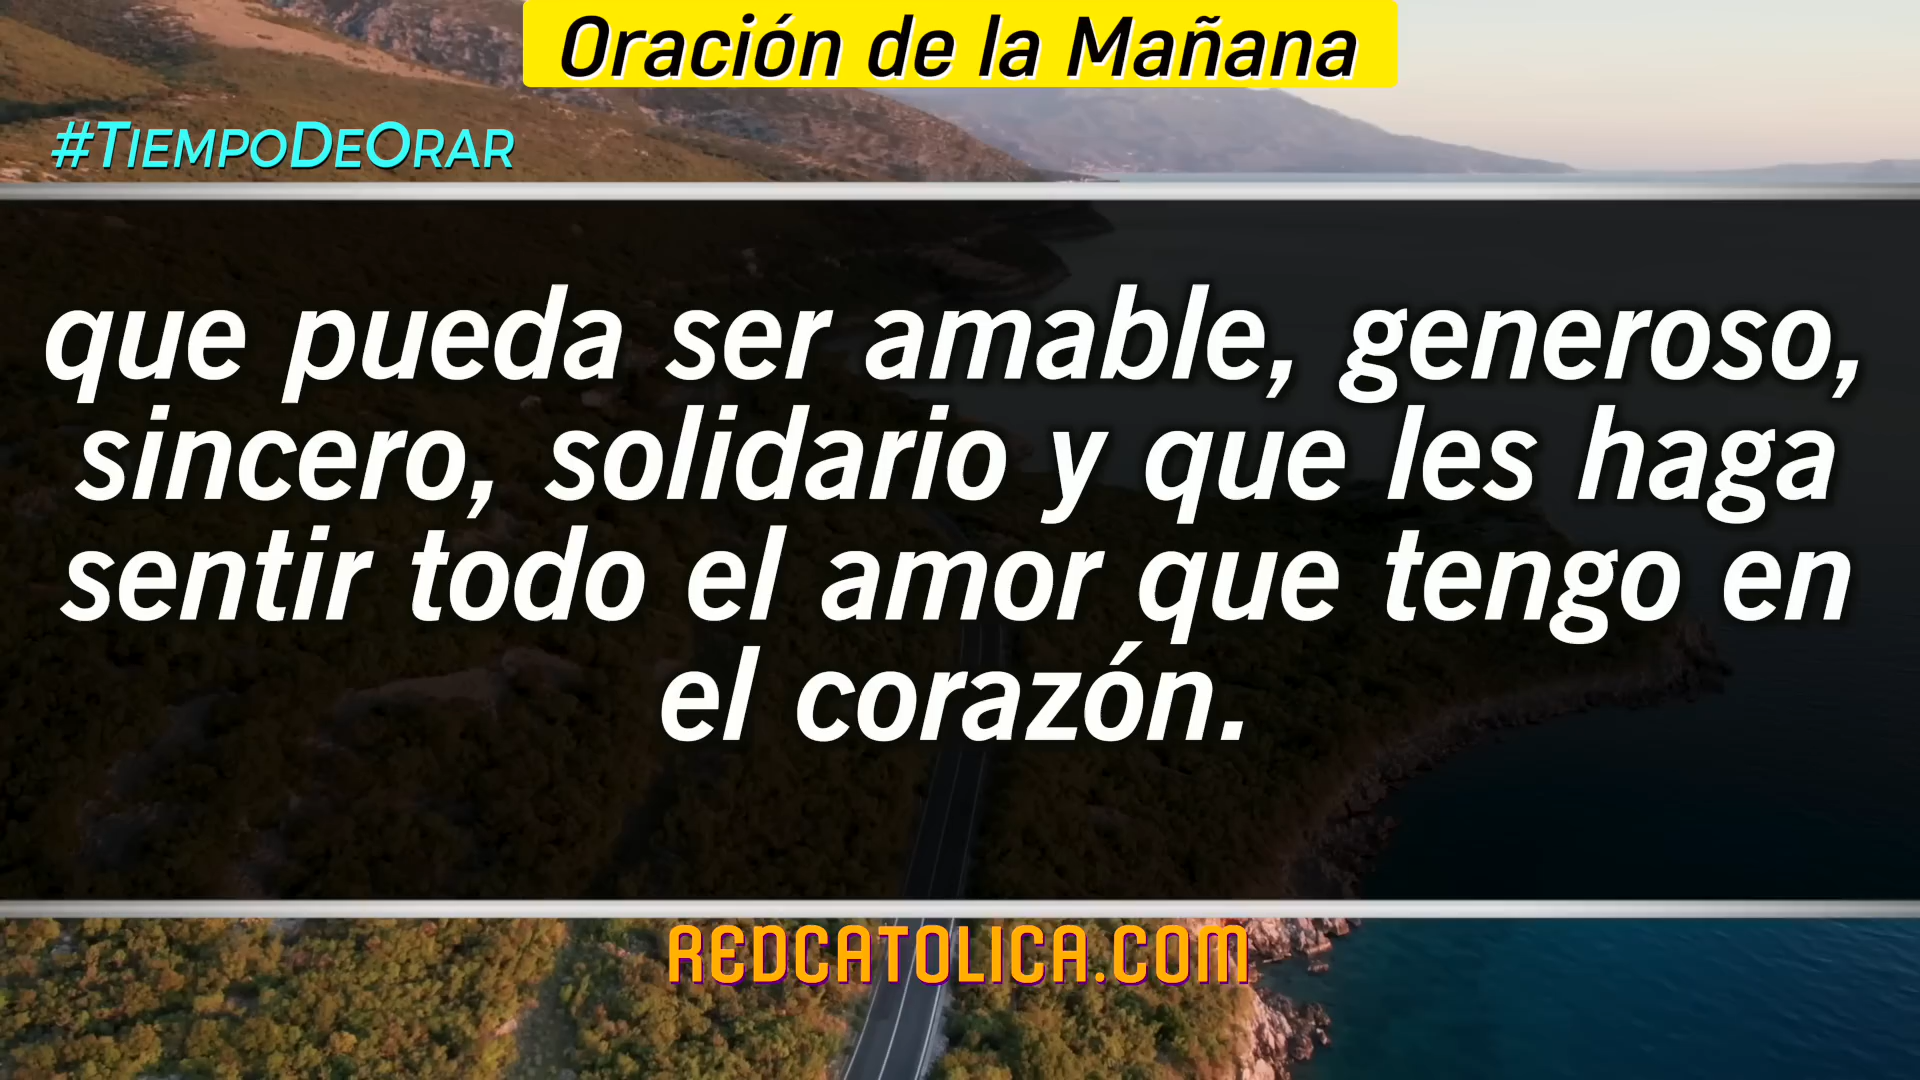 Oración de la Mañana
#TIEMPODEORAR
que pueda ser amable, generoso,
sincero, solidario y que les haga
sentir todo el amor que tengo en
el corazón.
REDCATOLICA.COM